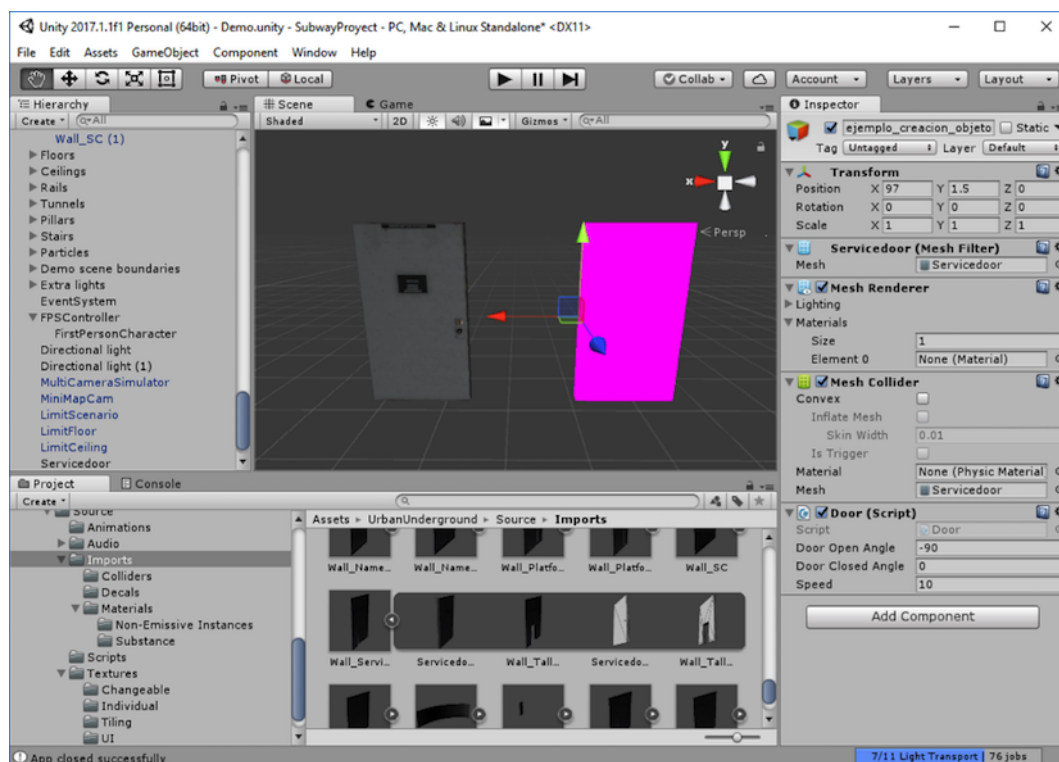 Unity 2017.1.1f1 Personal (64bit) - Demo.unity - SubwayProyect - PC, Mac & Linux Standalone* <DX11>
File Edit Assets GameObject Component Window Help
Pivot Local Collab Account Layers Layout
Hierarchy
Create All
Wall_SC (1)
Floors
Ceilings
Rails
Tunnels
Pillars
Stairs
Particles
Demo scene boundaries
Extra lights
EventSystem
FPSController
FirstPersonCharacter
Directional light
Directional light (1)
MultiCameraSimulator
MiniMapCam
LimitScenario
LimitFloor
LimitCeiling
Servicedoor
Scene Game
Shaded 2D Gizmos All
y
x
Persp
Inspector
ejemplo_creacion_objeto Static
Tag Untagged Layer Default
Transform
Position X 97 Y 1.5 Z 0
Rotation X 0 Y 0 Z 0
Scale X 1 Y 1 Z 1
Servicedoor (Mesh Filter)
Mesh Servicedoor
Mesh Renderer
Lighting
Materials
Size 1
Element 0 None (Material)
Mesh Collider
Convex
Inflate Mesh
Skin Width 0.01
Is Trigger
Material None (Physic Material)
Mesh Servicedoor
Door (Script)
Script Door
Door Open Angle -90
Door Closed Angle 0
Speed 10
Add Component
Project Console
Create
Source
Animations
Audio
Imports
Colliders
Decals
Materials
Non-Emissive Instances
Substance
Scripts
Textures
Changeable
Individual
Tiling
UI
Assets UrbanUnderground Source Imports
Wall_Name... Wall_Name... Wall_Platfo... Wall_Platfo... Wall_SC
Wall_Servi... Servicedo... Wall_Tall... Servicedo... Wall_Tall...
App closed successfully
7/11 Light Transport 76 jobs